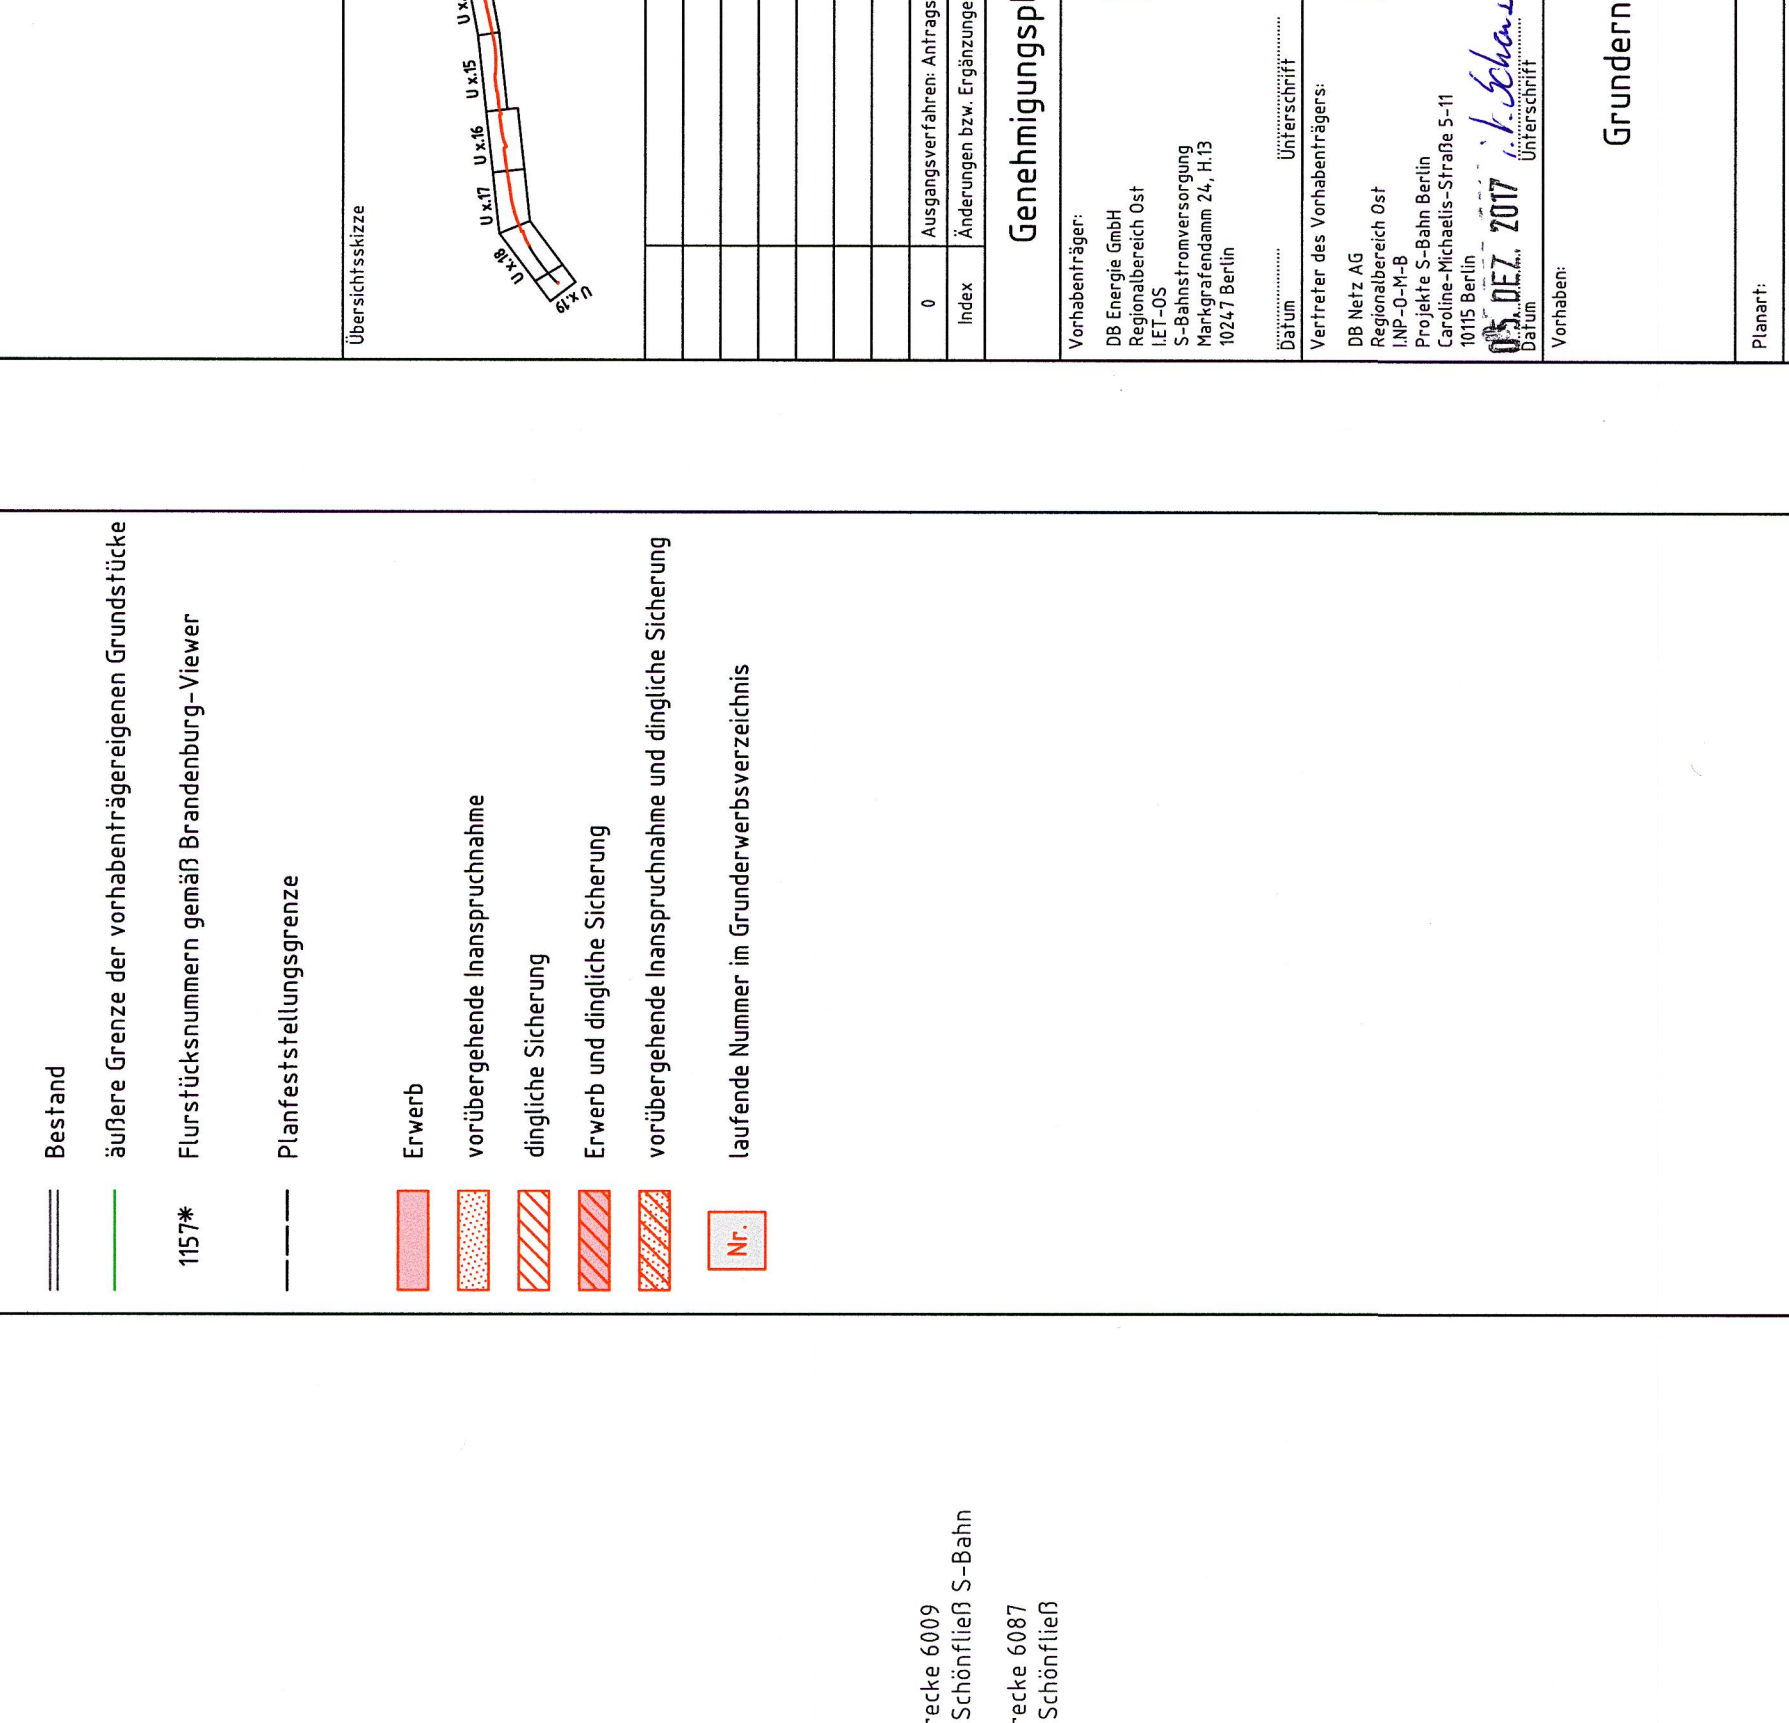 Bestand
äußere Grenze der vorhabenträgereigenen Grundstücke
1157* Flurstücksnummern gemäß Brandenburg-Viewer
Planfeststellungsgrenze
Erwerb
vorübergehende Inanspruchnahme
dingliche Sicherung
Erwerb und dingliche Sicherung
vorübergehende Inanspruchnahme und dingliche Sicherung
Nr. laufende Nummer im Grunderwerbsverzeichnis
recke 6009
Schönfließ S-Bahn
recke 6087
Schönfließ
Übersichtsskizze
U x.
U x.15
U x.16
U x.17
U x.18
U x.19
0 Ausgangsverfahren: Antrags
Index Änderungen bzw. Ergänzunge
Genehmigungspl
Vorhabenträger:
DB Energie GmbH
Regionalbereich Ost
I.ET-OS
S-Bahnstromversorgung
Markgrafendamm 24, H.13
10247 Berlin
Datum Unterschrift
Vertreter des Vorhabenträgers:
DB Netz AG
Regionalbereich Ost
I.NP-O-M-B
Projekte S-Bahn Berlin
Caroline-Michaelis-Straße 5-11
10115 Berlin
05. DEZ. 2017
Datum Unterschrift
Vorhaben:
Grundern
Planart: